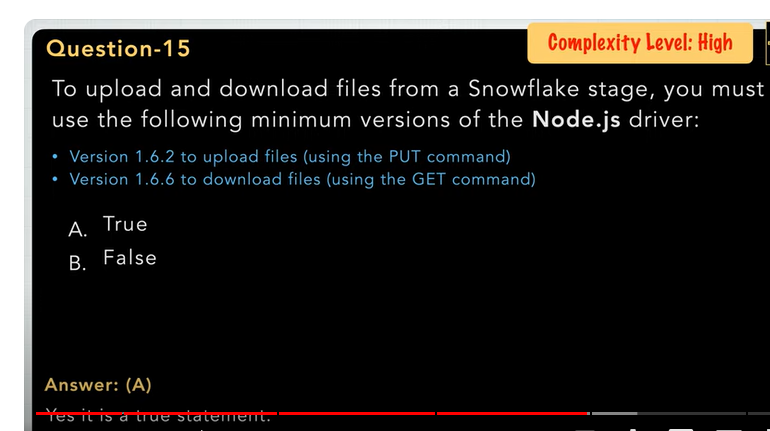 Question-15
Complexity Level: High
To upload and download files from a Snowflake stage, you must
use the following minimum versions of the Node.js driver:
• Version 1.6.2 to upload files (using the PUT command)
• Version 1.6.6 to download files (using the GET command)
A. True
B. False
Answer: (A)
Yes it is a true statement.